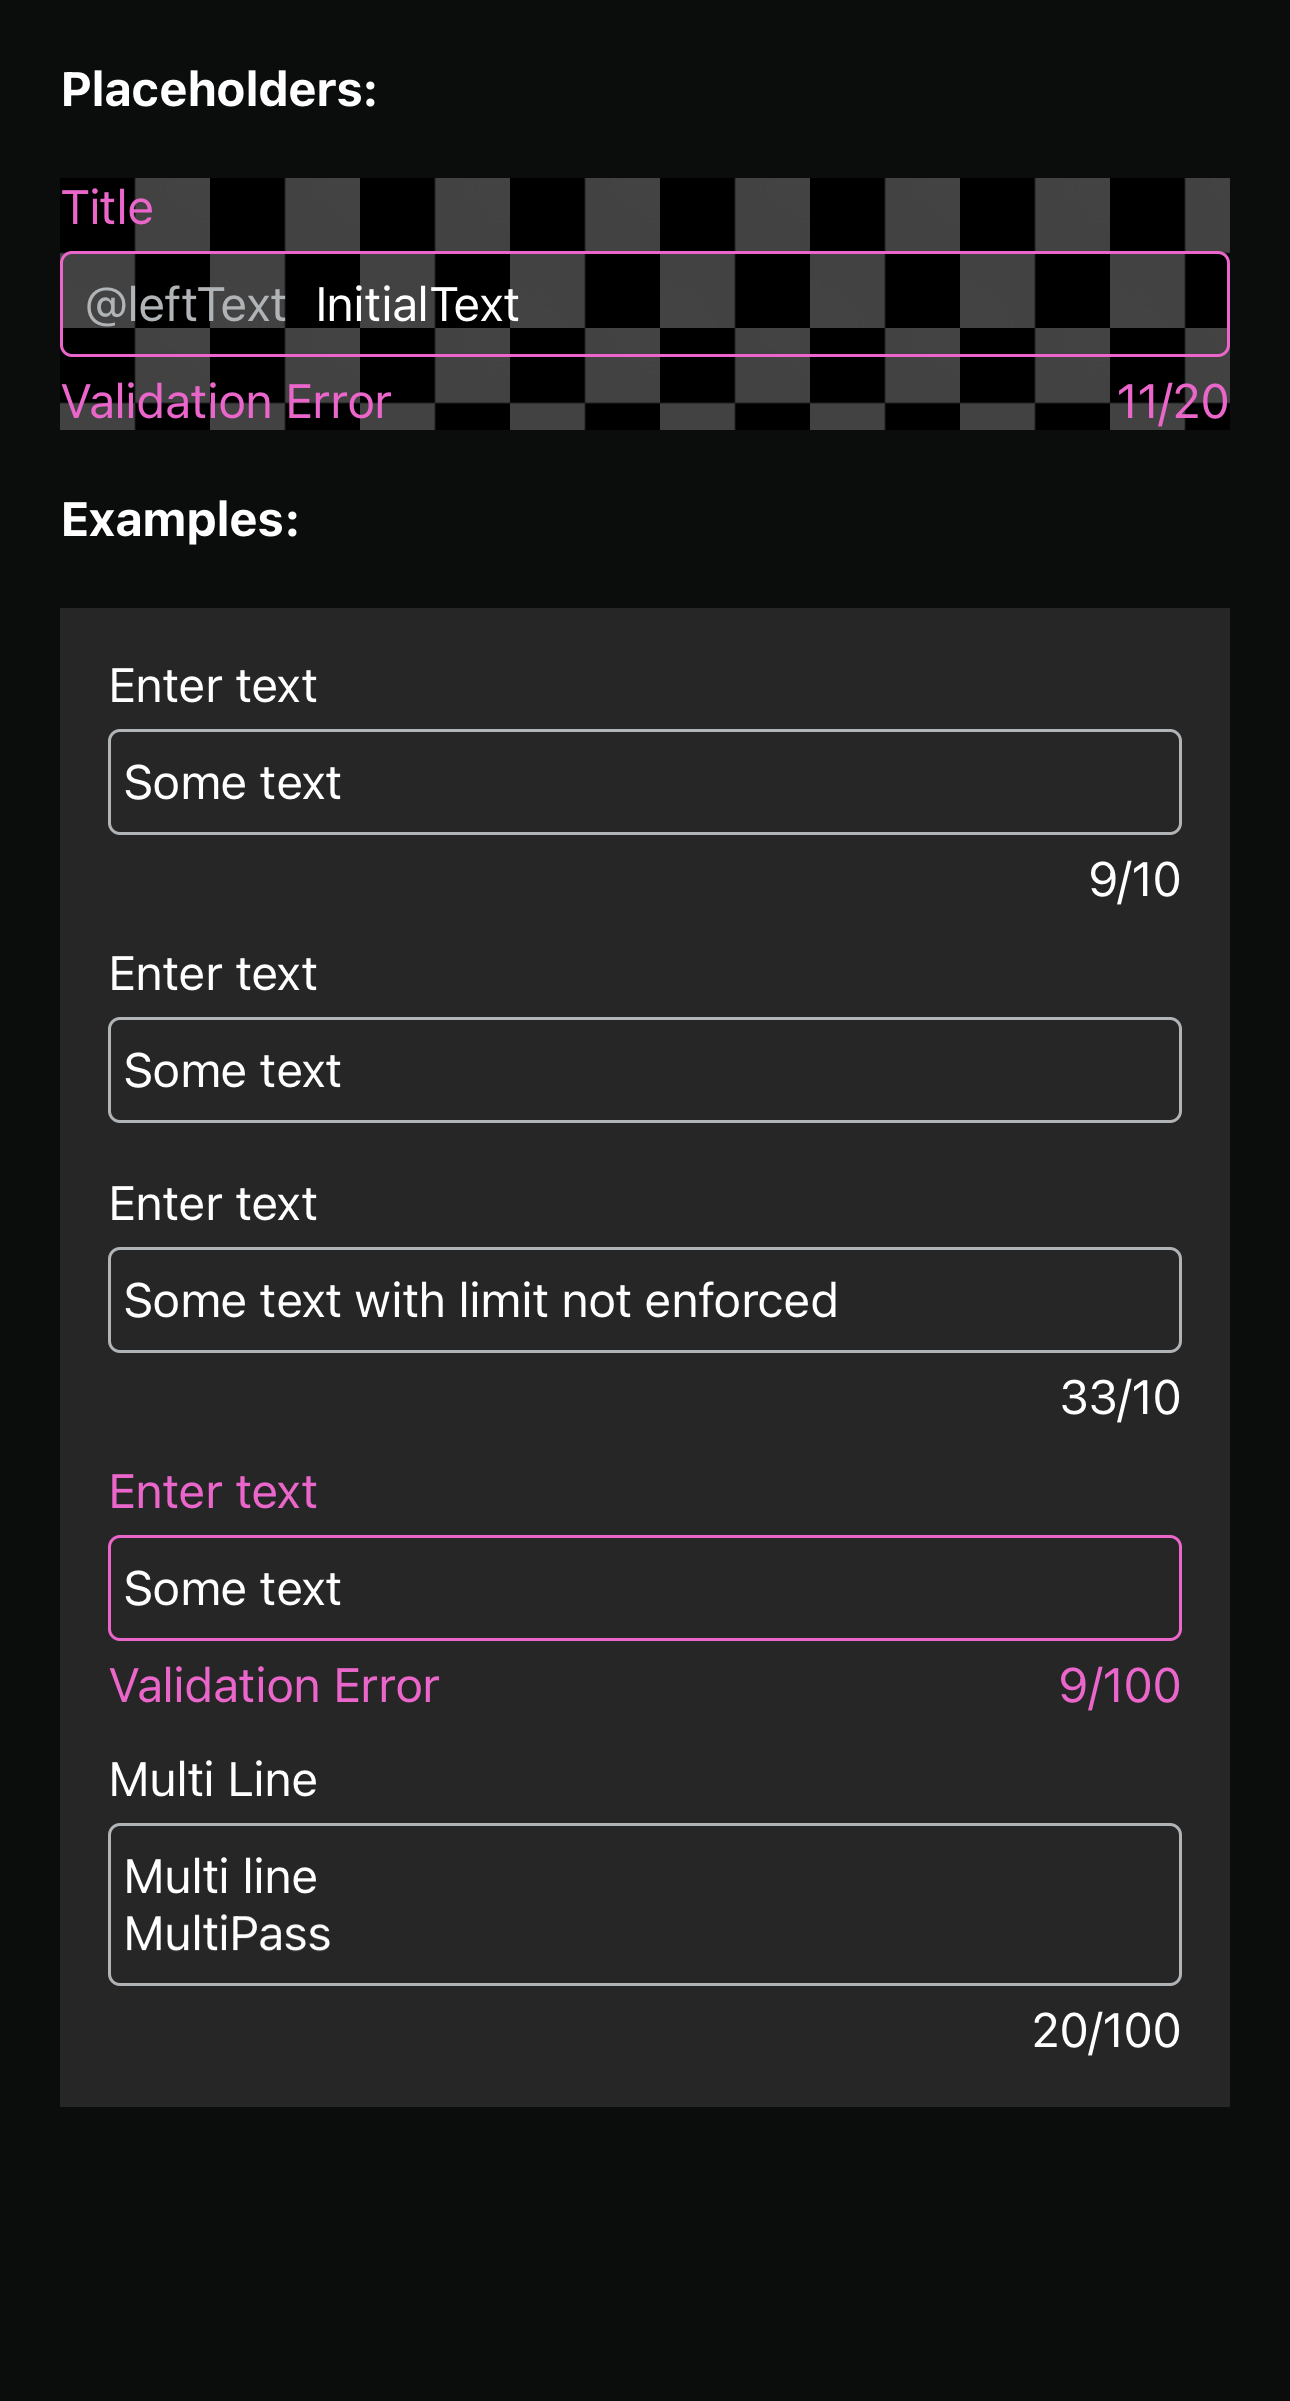 Placeholders:
Title
@leftText InitialText
Validation Error 11/20
Examples:
Enter text
Some text
9/10
Enter text
Some text
Enter text
Some text with limit not enforced
33/10
Enter text
Some text
Validation Error 9/100
Multi Line
Multi line
MultiPass
20/100